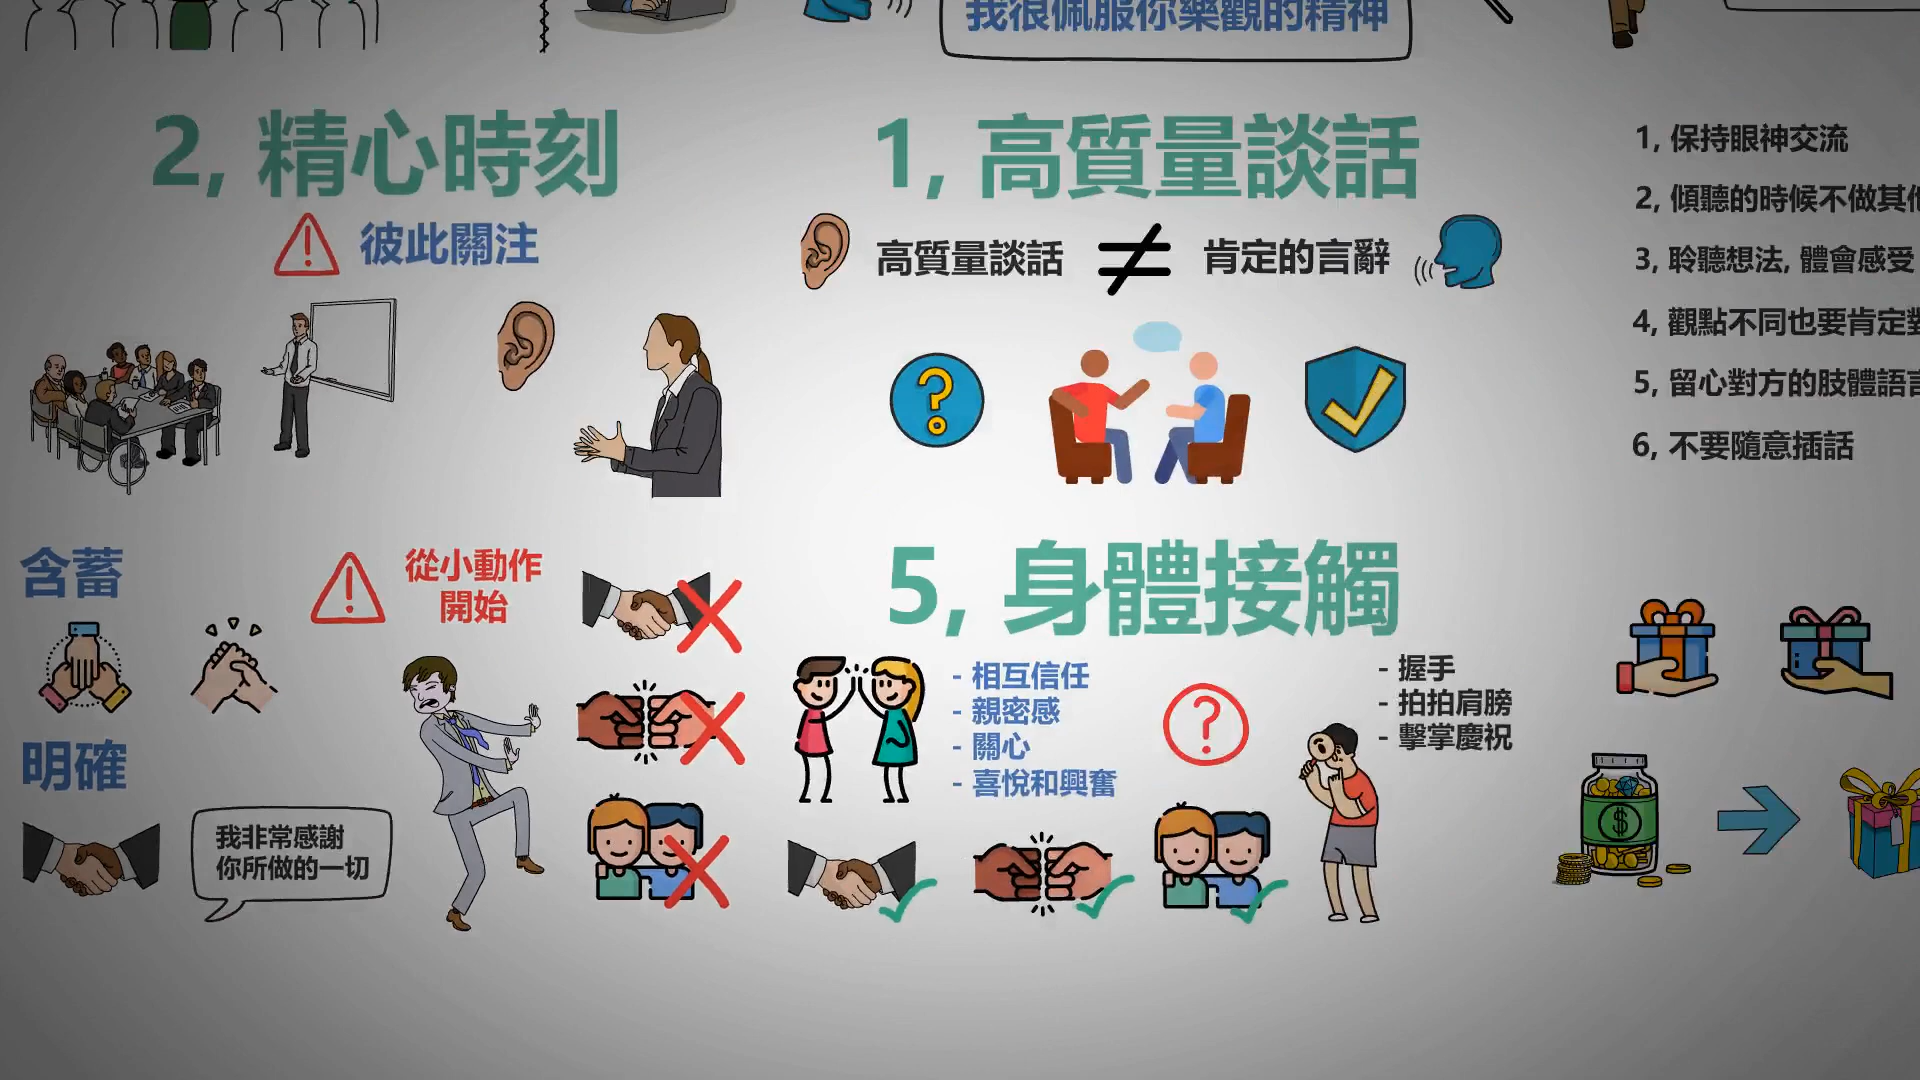 我很佩服你樂觀的精神
2, 精心時刻
彼此關注
1, 高質量談話
高質量談話 ≠ 肯定的言辭
1, 保持眼神交流
2, 傾聽的時候不做其他
3, 聆聽想法, 體會感受
4, 觀點不同也要肯定對
5, 留心對方的肢體語言
6, 不要隨意插話
含蓄
從小動作
開始
明確
我非常感謝
你所做的一切
5, 身體接觸
- 相互信任
- 親密感
- 關心
- 喜悅和興奮
- 握手
- 拍拍肩膀
- 擊掌慶祝